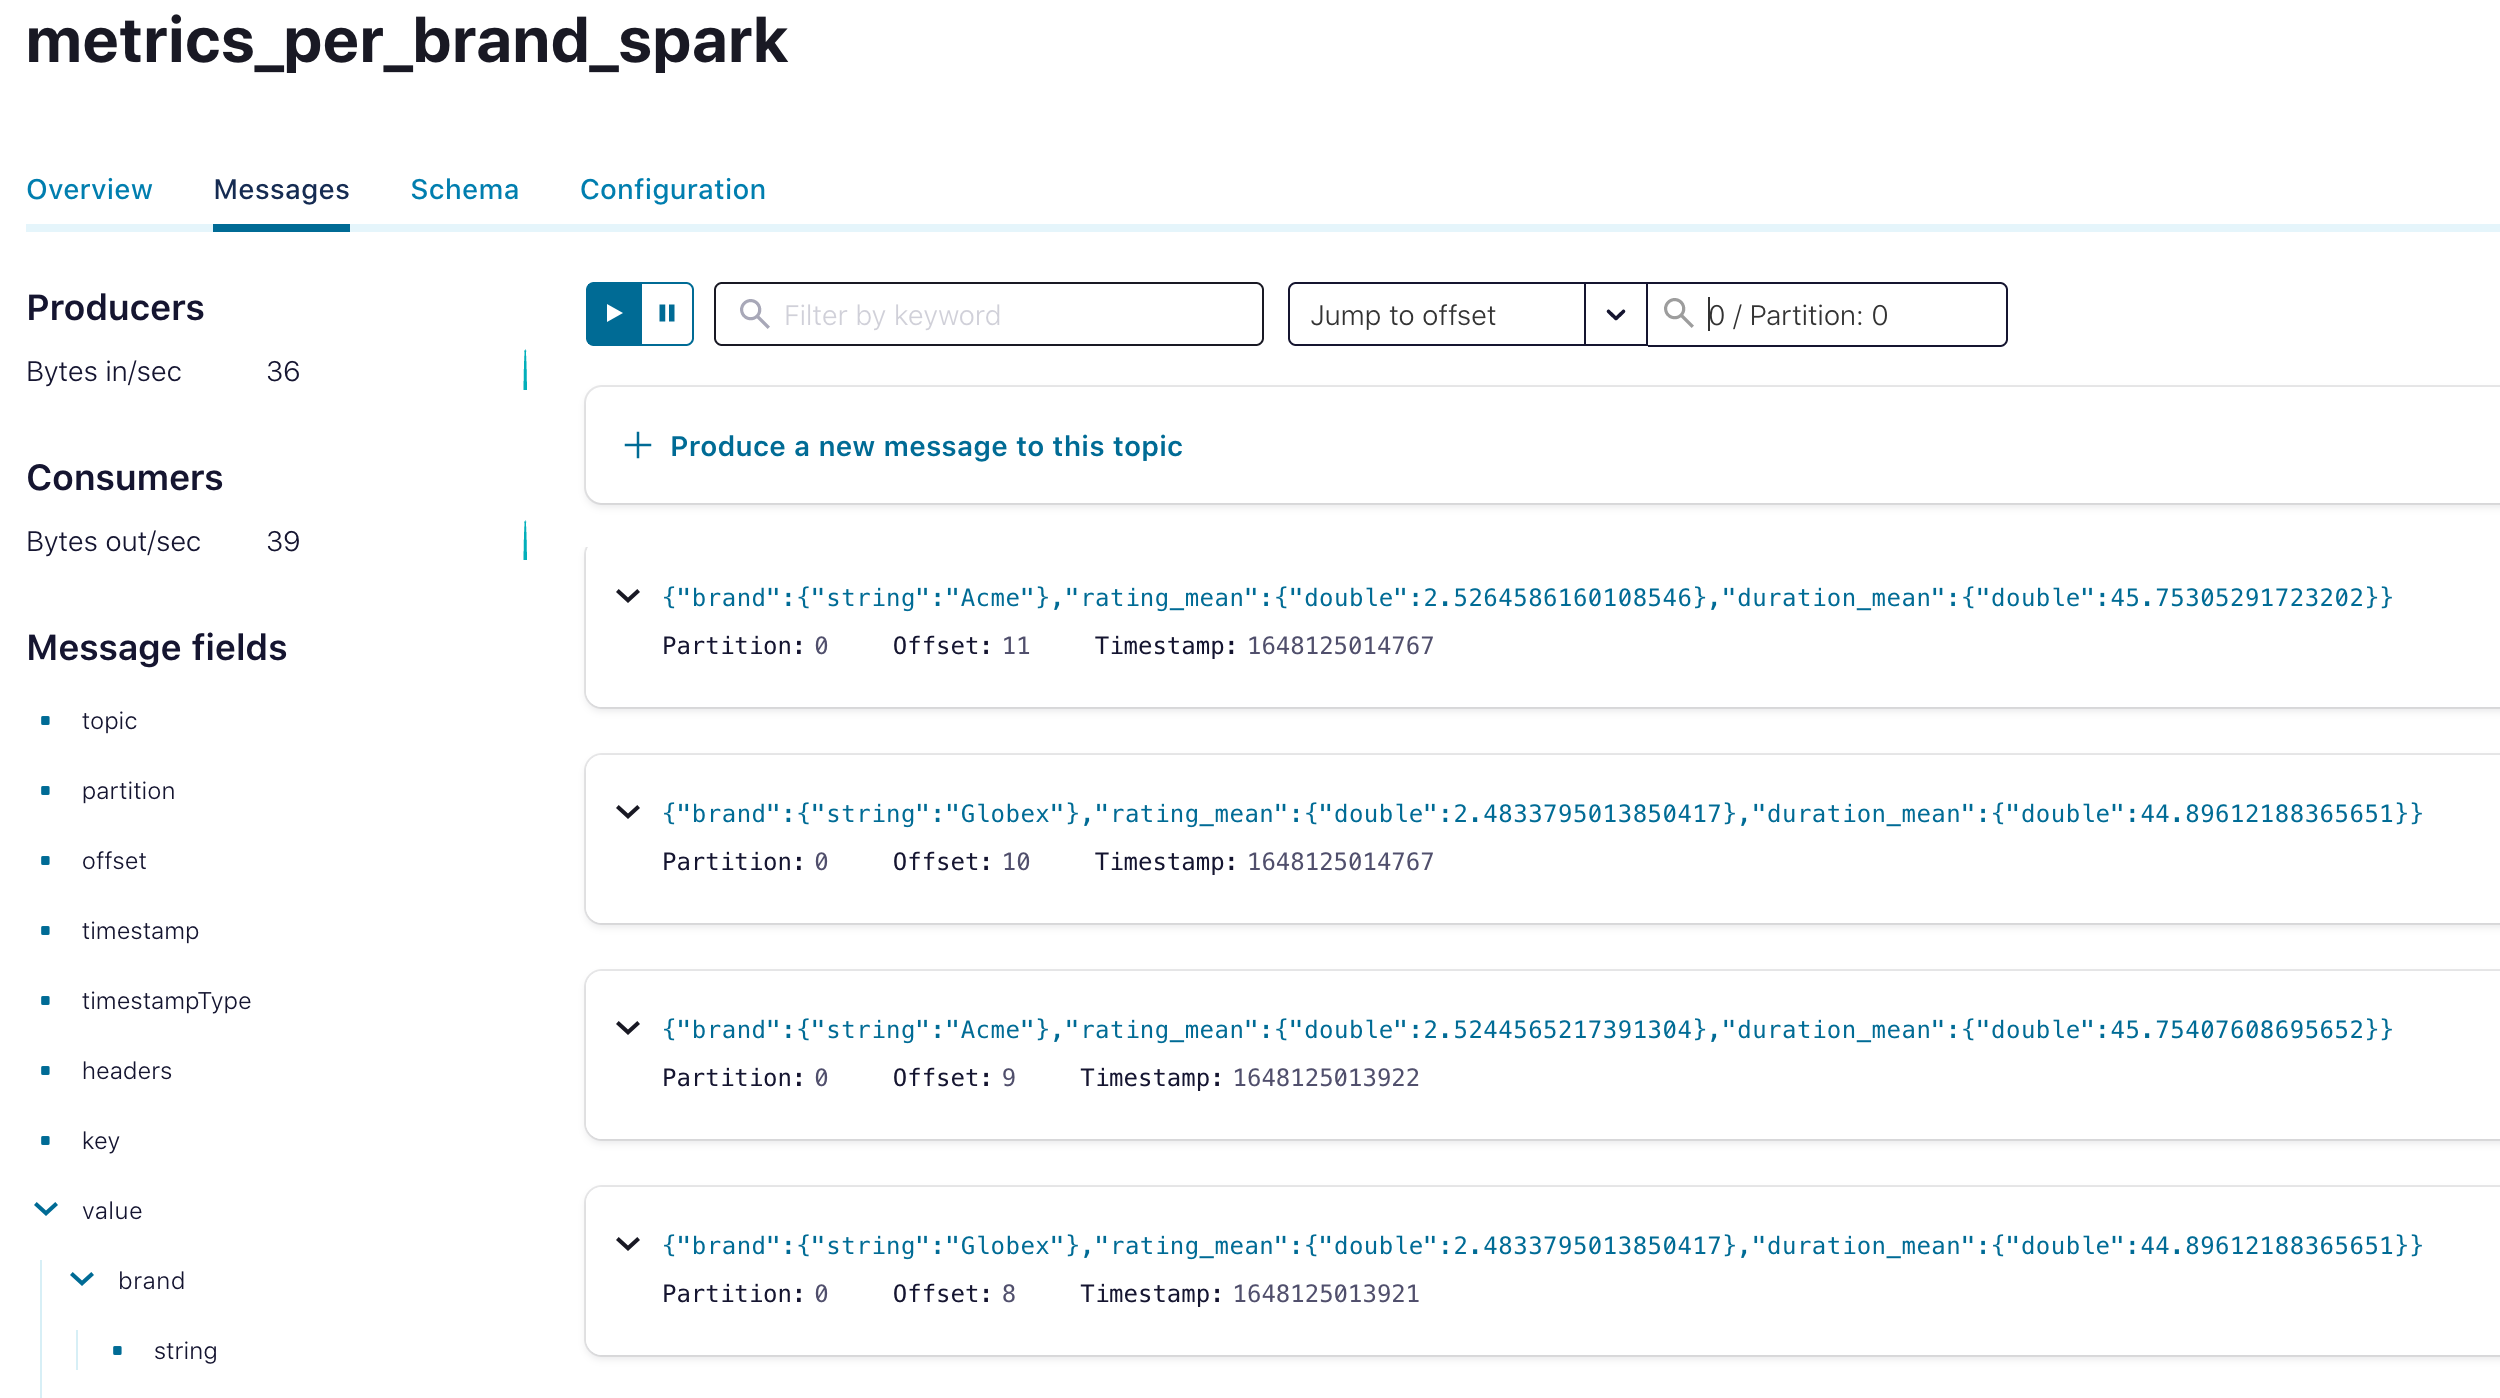 metrics_per_brand_spark
Overview Messages Schema Configuration
Producers
Bytes in/sec 36
Consumers
Bytes out/sec 39
Message fields
topic
partition
offset
timestamp
timestampType
headers
key
value
brand
string
Filter by keyword
Jump to offset
0 / Partition: 0
Produce a new message to this topic
{"brand":{"string":"Acme"},"rating_mean":{"double":2.5264586160108546},"duration_mean":{"double":45.75305291723202}}
Partition: 0 Offset: 11 Timestamp: 1648125014767
{"brand":{"string":"Globex"},"rating_mean":{"double":2.4833795013850417},"duration_mean":{"double":44.89612188365651}}
Partition: 0 Offset: 10 Timestamp: 1648125014767
{"brand":{"string":"Acme"},"rating_mean":{"double":2.5244565217391304},"duration_mean":{"double":45.75407608695652}}
Partition: 0 Offset: 9 Timestamp: 1648125013922
{"brand":{"string":"Globex"},"rating_mean":{"double":2.4833795013850417},"duration_mean":{"double":44.89612188365651}}
Partition: 0 Offset: 8 Timestamp: 1648125013921